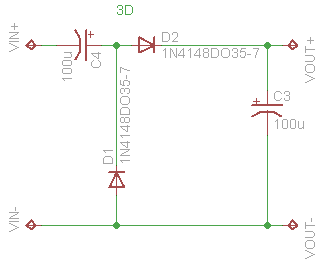 3D
VIN+
+
100u
C4
D2
1N4148DO35-7
VOUT+
1N4148DO35-7
D1
+
C3
100u
VIN-
VOUT-